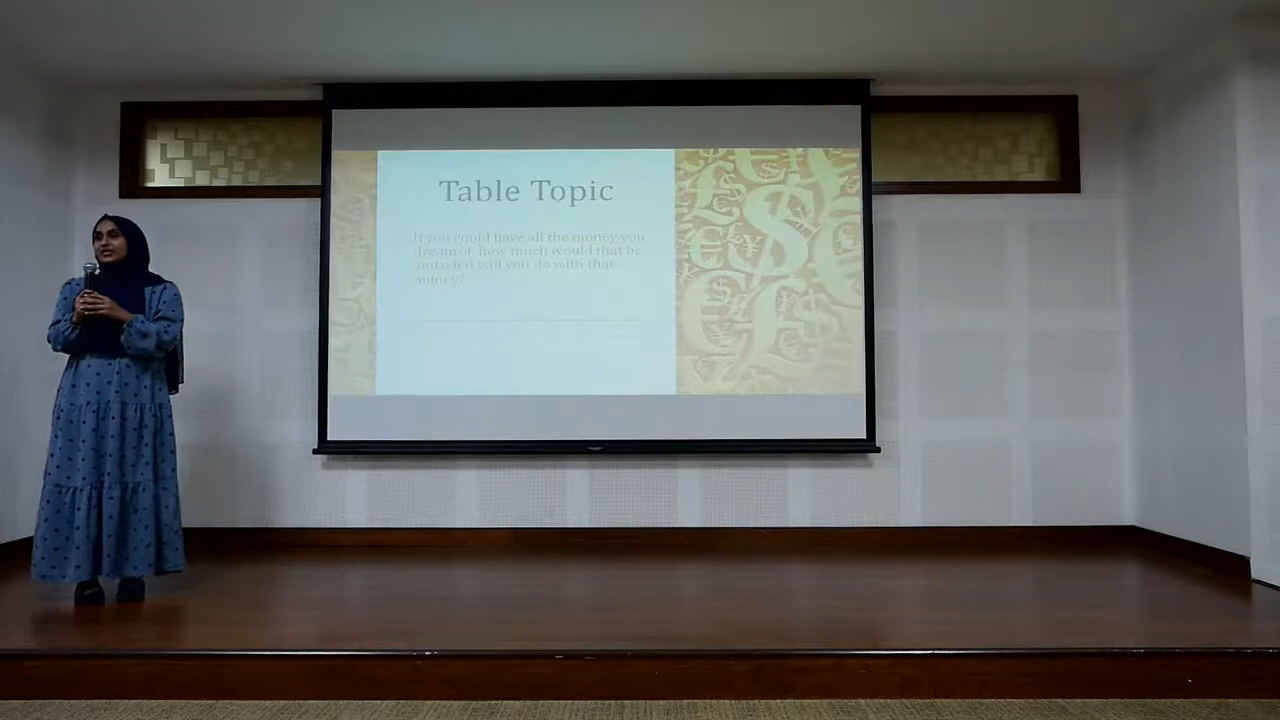 Table Topic
If you could have all the money you
dream of, how much would that be
and what will you do with that
money?